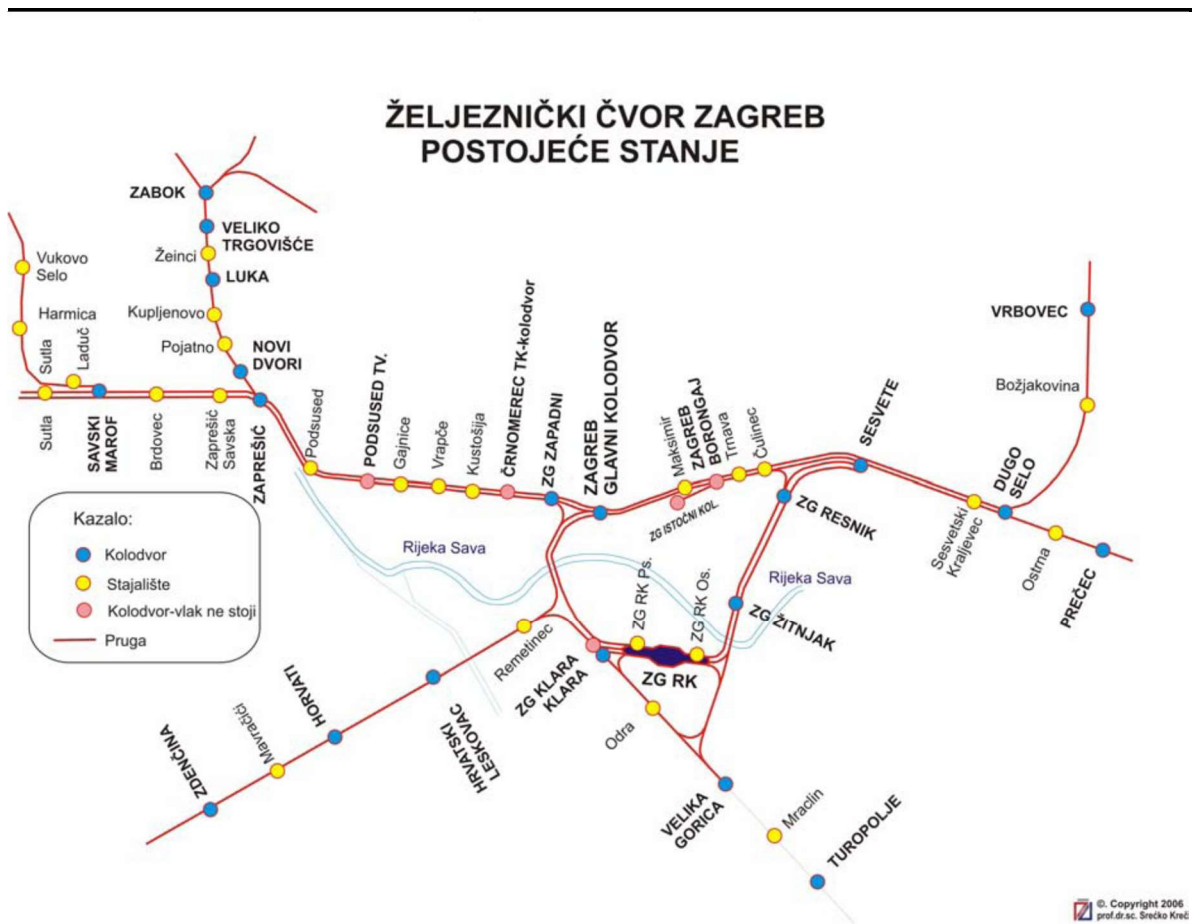 ŽELJEZNIČKI ČVOR ZAGREB
POSTOJEĆE STANJE
ZABOK
VELIKO
TRGOVIŠĆE
Žeinci
LUKA
Kupljenovo
Pojatno
NOVI
DVORI
Vukovo
Selo
Harmica
Sutla
Laduč
Sutla
SAVSKI
MAROF
Brdovec
Zaprešić
Savska
ZAPREŠIĆ
Podsused
PODSUSED TV.
Gajnice
Vrapče
Kustošija
ČRNOMEREC TK-kolodvor
ZG ZAPADNI
ZAGREB
GLAVNI KOLODVOR
Maksimir
ZAGREB
BORONGAJ
Trnava
Čulinec
ZG ISTOČNI KOL.
SESVETE
ZG RESNIK
VRBOVEC
Božjakovina
DUGO
SELO
Sesvetski
Kraljevec
Ostrna
PREČEC
Kazalo:
Kolodvor
Stajalište
Kolodvor-vlak ne stoji
Pruga
Rijeka Sava
Rijeka Sava
ZG RK Ps.
ZG RK Os.
ZG ŽITNJAK
ZG RK
Remetinec
ZG KLARA
KLARA
HRVATSKI
LESKOVAC
HORVATI
Mavračići
ZDENČINA
Odra
VELIKA
GORICA
Mraclin
TUROPOLJE
©. Copyright 2006
prof.dr.sc. Srećko Kreč